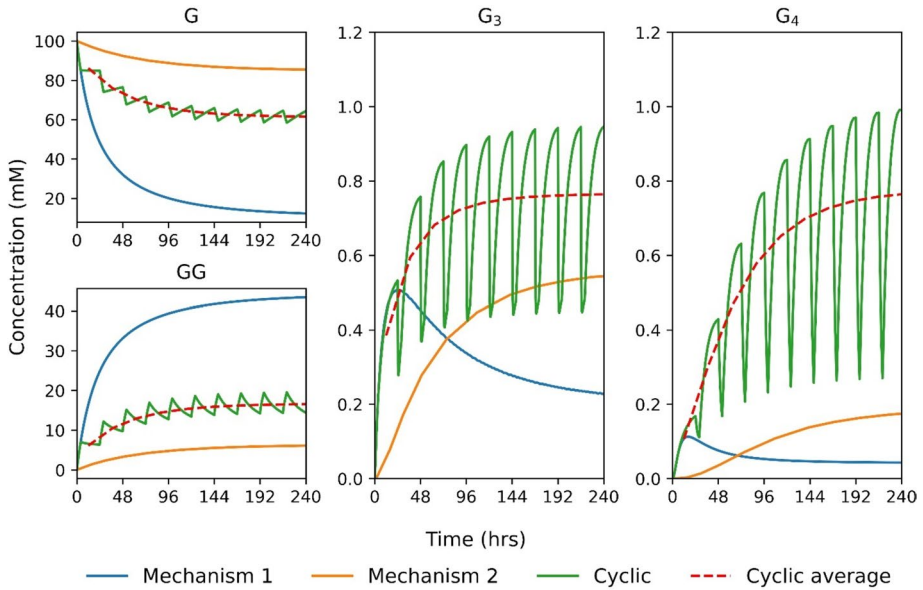 G
100
80
60
40
20
0 48 96 144 192 240
GG
40
30
20
10
0
0 48 96 144 192 240
Concentration (mM)
G₃
1.2
1.0
0.8
0.6
0.4
0.2
0.0
0 48 96 144 192 240
G₄
1.2
1.0
0.8
0.6
0.4
0.2
0.0
0 48 96 144 192 240
Time (hrs)
Mechanism 1 Mechanism 2 Cyclic Cyclic average